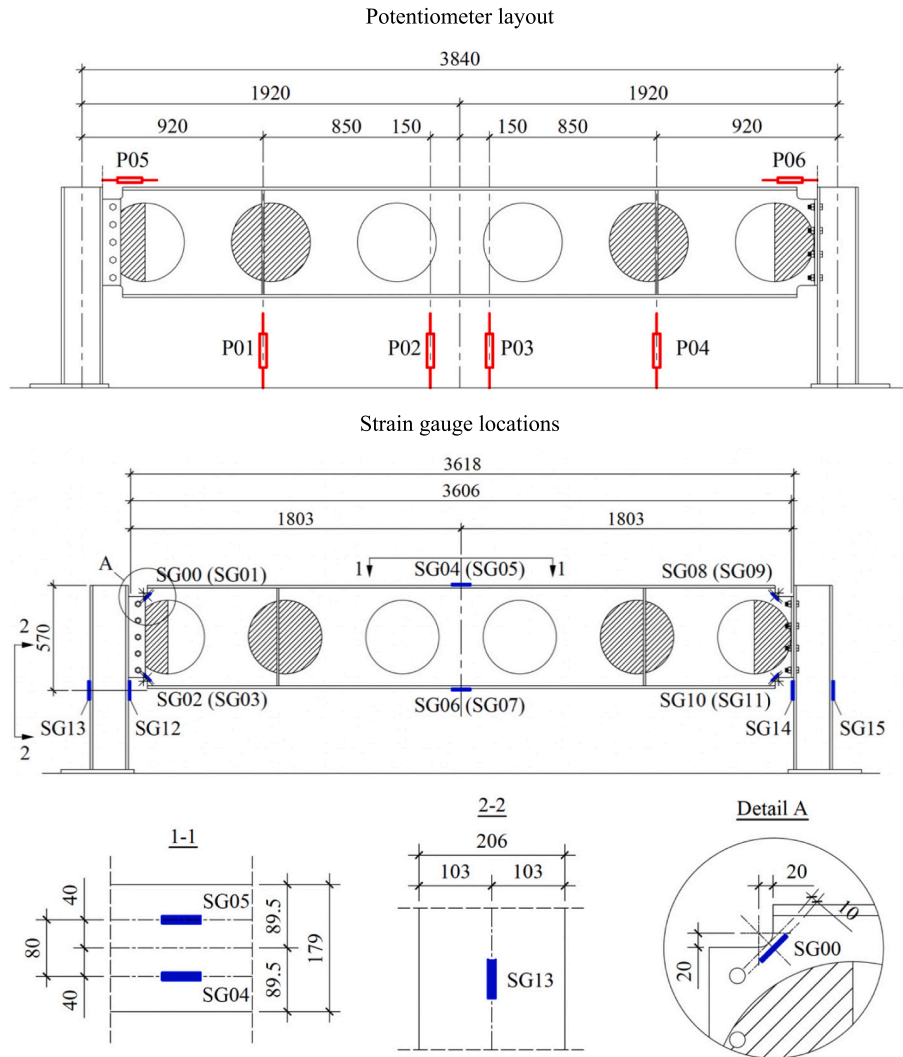 Potentiometer layout
3840
1920 1920
920 850 150 150 850 920
P05 P06
P01 P02 P03 P04
Strain gauge locations
3618
3606
1803 1803
A SG00 (SG01) 1 SG04 (SG05) 1 SG08 (SG09)
2 570
SG02 (SG03) SG06 (SG07) SG10 (SG11)
SG13 SG12 SG14 SG15
2
1-1 2-2 Detail A
206
103 103
20
10
40 SG05 89.5
80 179
SG04 89.5
40
SG13
SG00
20